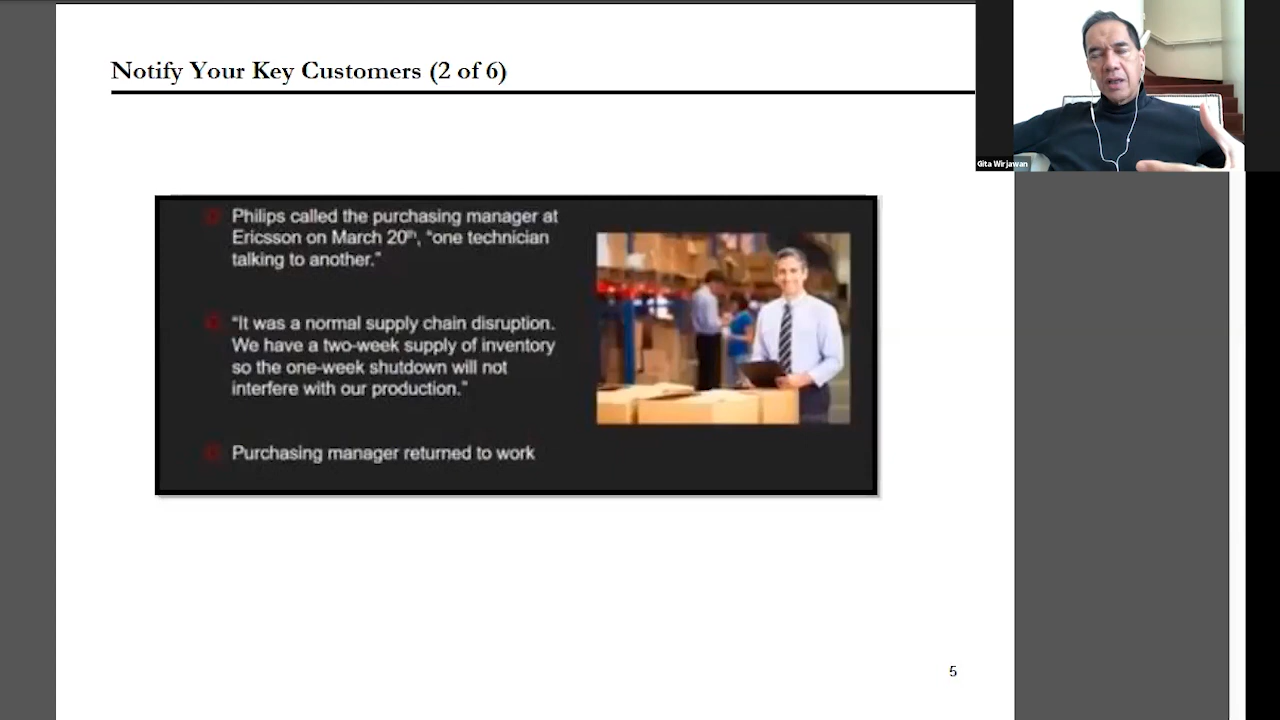 Notify Your Key Customers (2 of 6)
Gita Wirjawan
Philips called the purchasing manager at
Ericsson on March 20th, “one technician
talking to another.”
“It was a normal supply chain disruption.
We have a two-week supply of inventory
so the one-week shutdown will not
interfere with our production.”
Purchasing manager returned to work
5